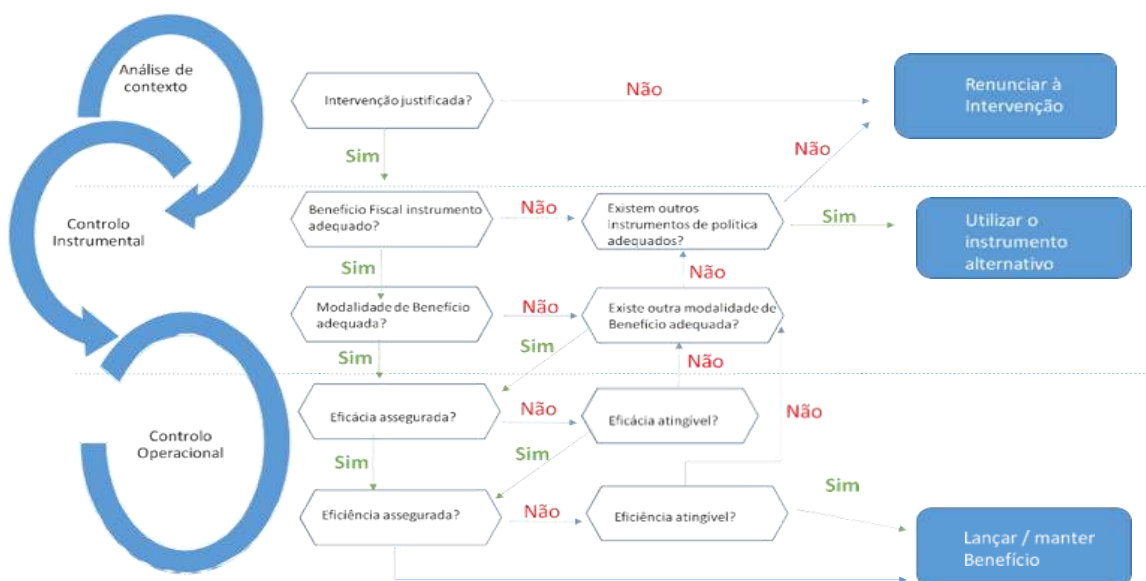 Análise de
contexto
Intervenção justificada?
Não
Renunciar à
Intervenção
Sim
Não
Controlo
Instrumental
Benefício Fiscal instrumento
adequado?
Não
Existem outros
instrumentos de política
adequados?
Sim
Utilizar o
instrumento
alternativo
Sim
Não
Modalidade de Benefício
adequada?
Não
Existe outra modalidade de
Benefício adequada?
Sim
Sim
Não
Controlo
Operacional
Eficácia assegurada?
Não
Eficácia atingível?
Não
Sim
Sim
Sim
Eficiência assegurada?
Não
Eficiência atingível?
Lançar / manter
Benefício